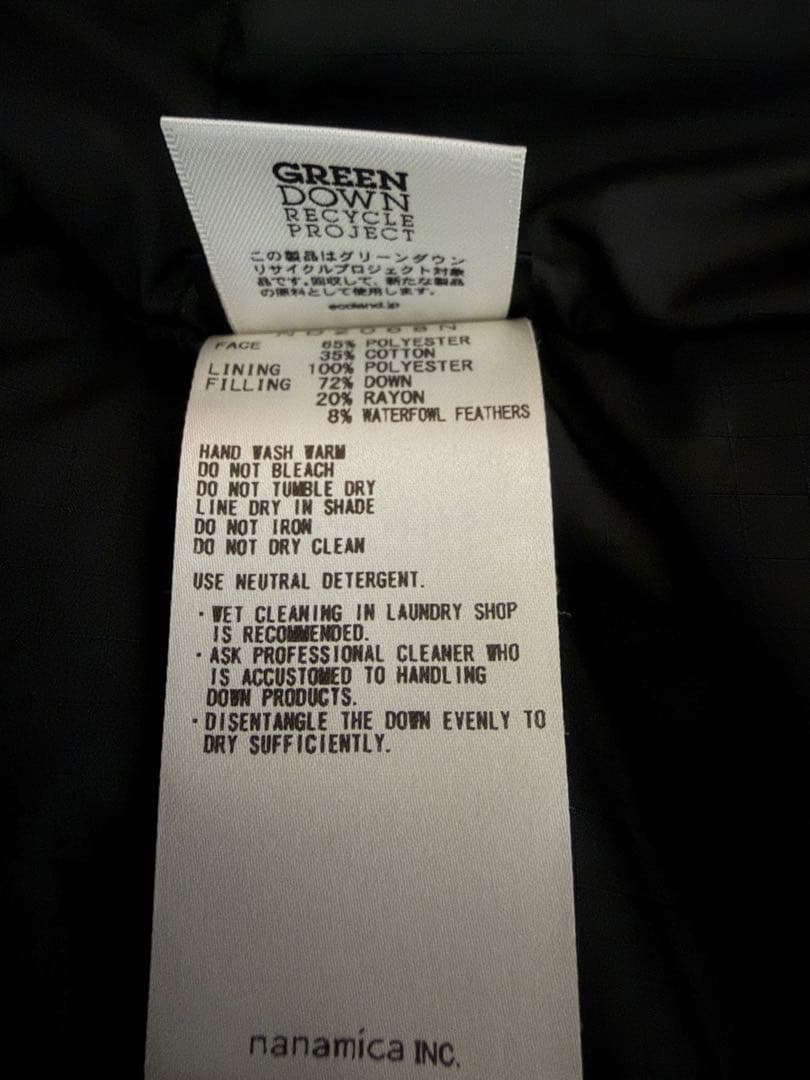 GREEN
DOWN
RECYCLE
PROJECT
この製品はグリーンダウン
リサイクルプロジェクト対象
品です。回収して、新たな製品
の原料として使用します。
ecoland.jp
FACE 65% POLYESTER
35% COTTON
LINING 100% POLYESTER
FILLING 72% DOWN
20% RAYON
8% WATERFOWL FEATHERS
HAND WASH WARM
DO NOT BLEACH
DO NOT TUMBLE DRY
LINE DRY IN SHADE
DO NOT IRON
DO NOT DRY CLEAN
USE NEUTRAL DETERGENT.
・WET CLEANING IN LAUNDRY SHOP
IS RECOMMENDED.
・ASK PROFESSIONAL CLEANER WHO
IS ACCUSTOMED TO HANDLING
DOWN PRODUCTS.
・DISENTANGLE THE DOWN EVENLY TO
DRY SUFFICIENTLY.
nanamica INC.